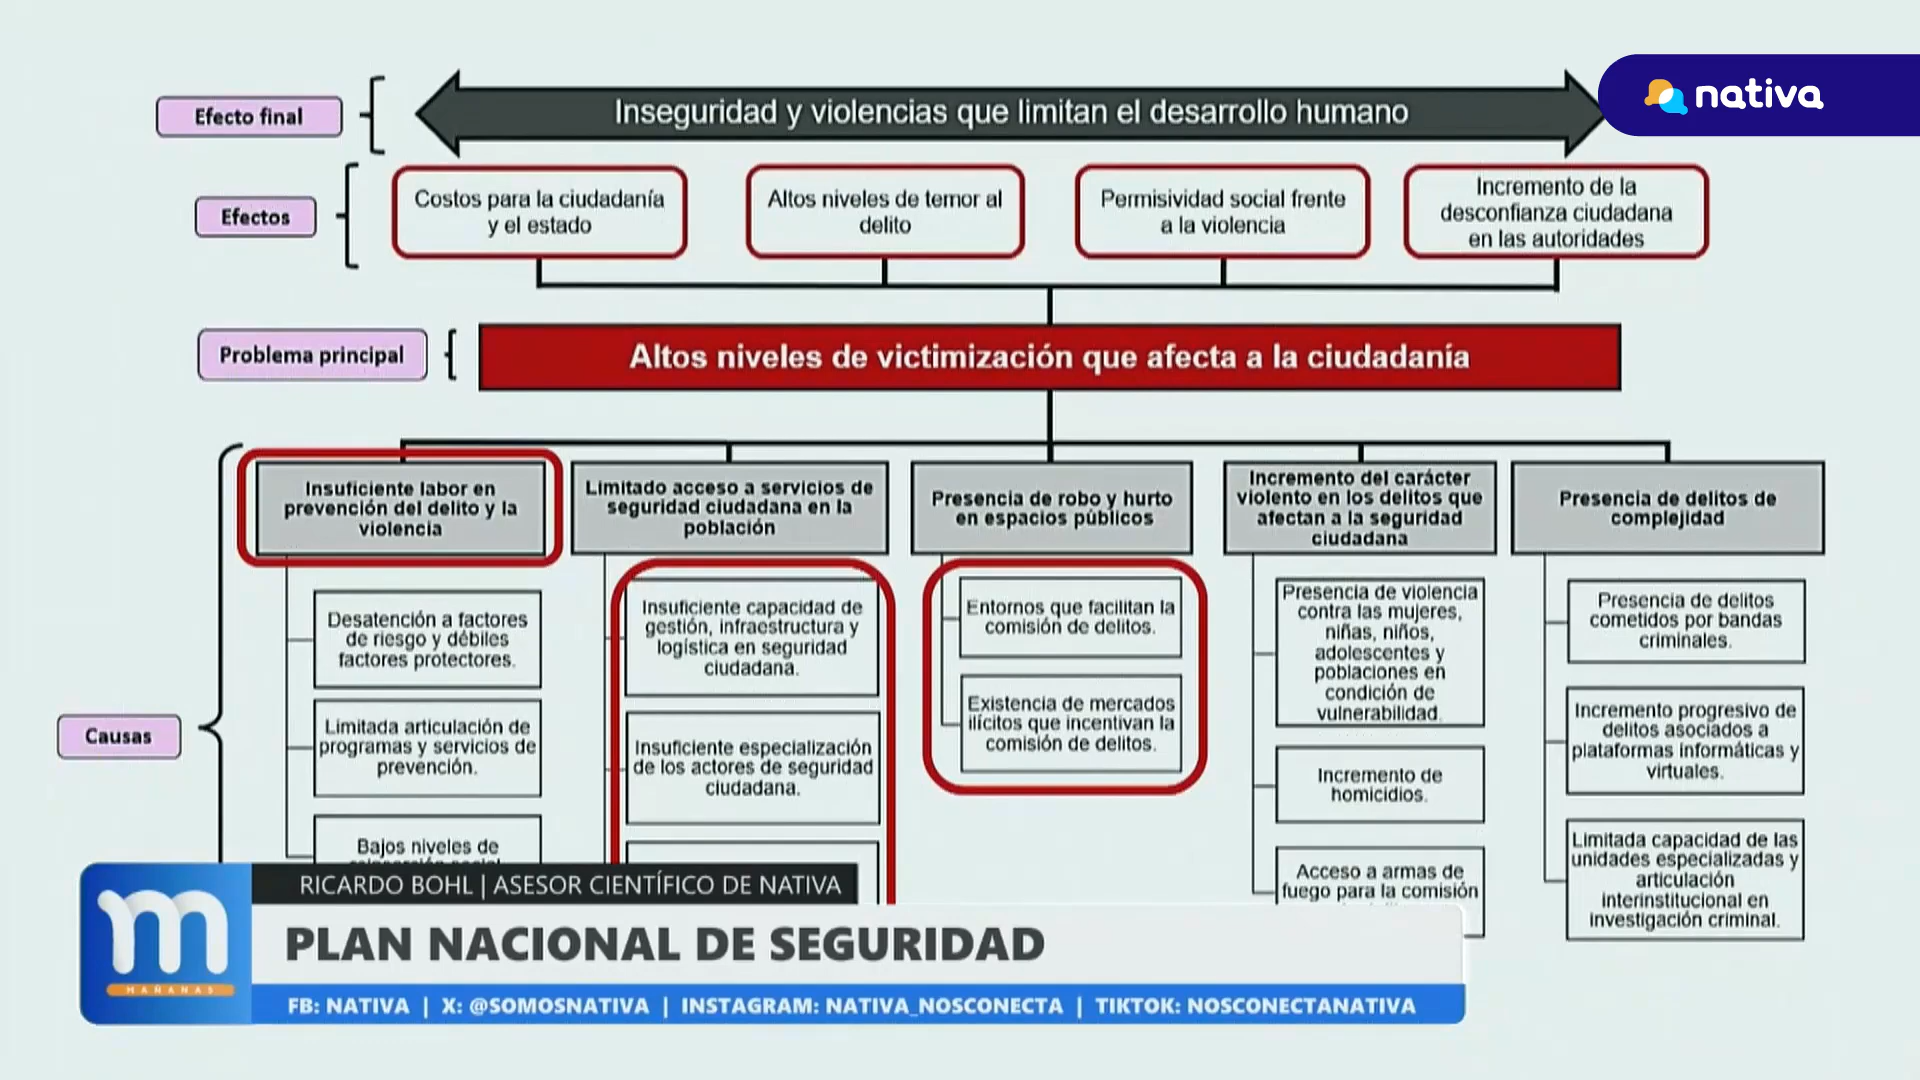 nativa
Efecto final
Inseguridad y violencias que limitan el desarrollo humano
Efectos
Costos para la ciudadanía
y el estado
Altos niveles de temor al
delito
Permisividad social frente
a la violencia
Incremento de la
desconfianza ciudadana
en las autoridades
Problema principal
Altos niveles de victimización que afecta a la ciudadanía
Causas
Insuficiente labor en
prevención del delito y la
violencia
Desatención a factores
de riesgo y débiles
factores protectores.
Limitada articulación de
programas y servicios de
prevención.
Bajos niveles de
Limitado acceso a servicios de
seguridad ciudadana en la
población
Insuficiente capacidad de
gestión, infraestructura y
logística en seguridad
ciudadana.
Insuficiente especialización
de los actores de seguridad
ciudadana.
Presencia de robo y hurto
en espacios públicos
Entornos que facilitan la
comisión de delitos.
Existencia de mercados
ilícitos que incentivan la
comisión de delitos.
Incremento del carácter
violento en los delitos que
afectan a la seguridad
ciudadana
Presencia de violencia
contra las mujeres,
niñas, niños,
adolescentes y
poblaciones en
condición de
vulnerabilidad.
Incremento de
homicidios.
Acceso a armas de
fuego para la comisión
Presencia de delitos de
complejidad
Presencia de delitos
cometidos por bandas
criminales.
Incremento progresivo de
delitos asociados a
plataformas informáticas y
virtuales.
Limitada capacidad de las
unidades especializadas y
articulación
interinstitucional en
investigación criminal.
m
MAÑANAS
RICARDO BOHL | ASESOR CIENTÍFICO DE NATIVA
PLAN NACIONAL DE SEGURIDAD
FB: NATIVA | X: @SOMOSNATIVA | INSTAGRAM: NATIVA_NOSCONECTA | TIKTOK: NOSCONECTANATIVA